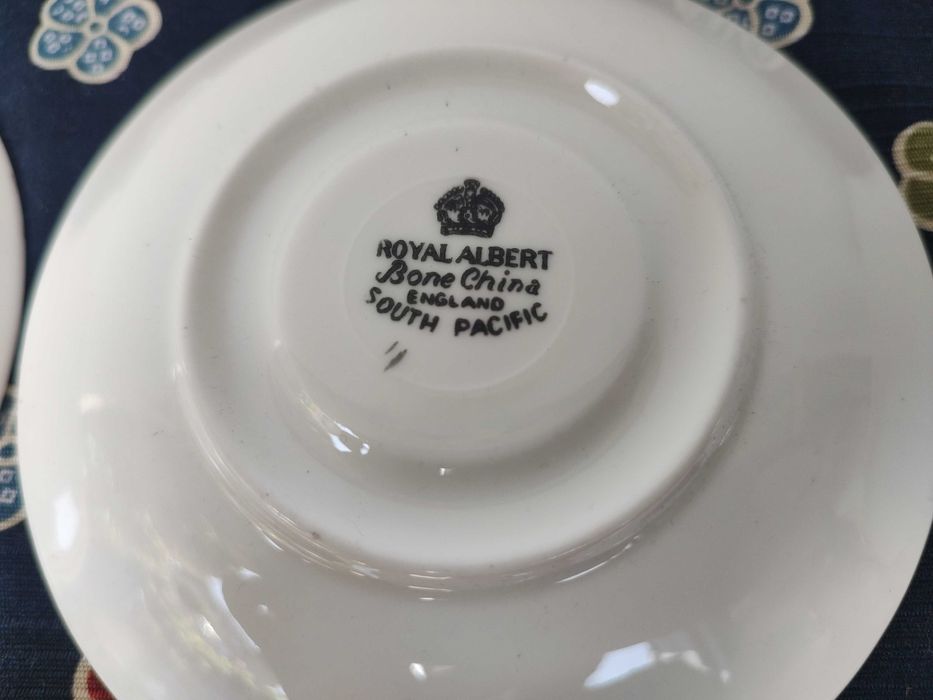 ROYAL ALBERT
Bone China
ENGLAND
SOUTH PACIFIC